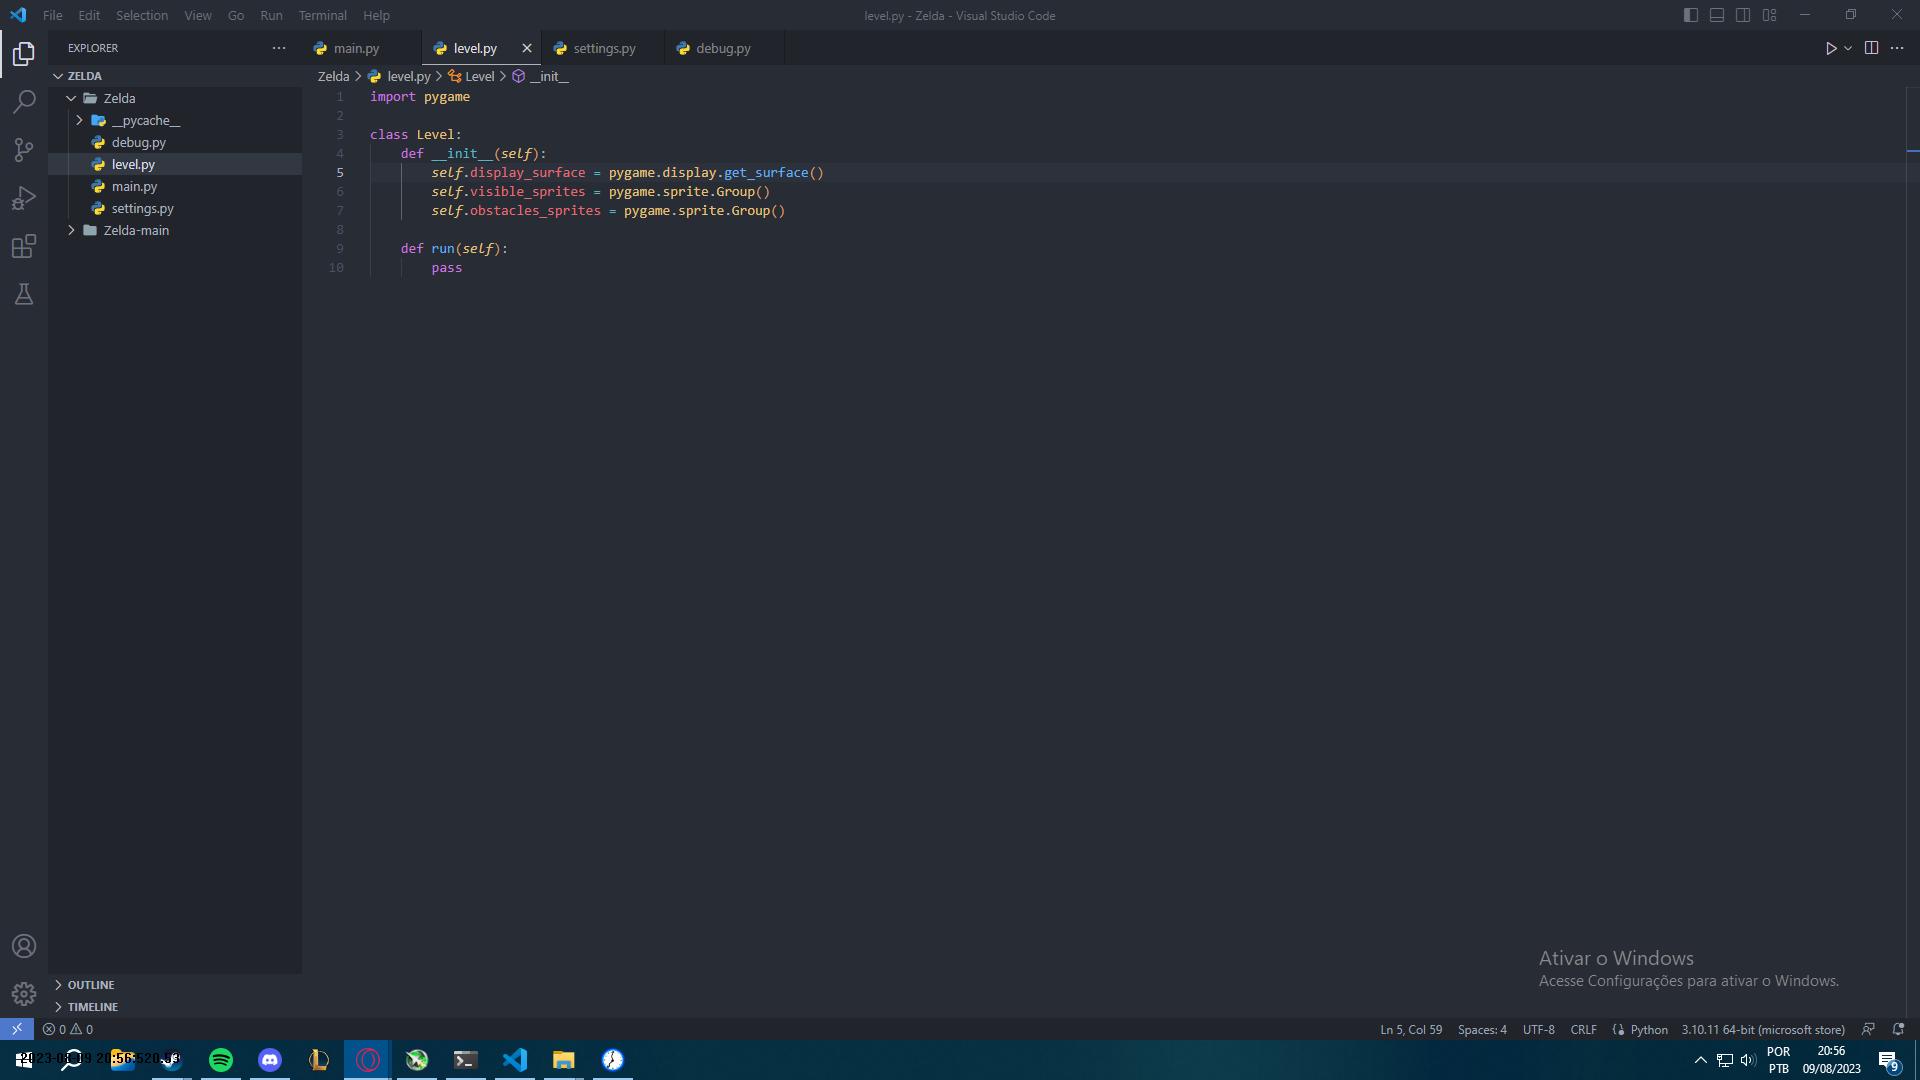 File Edit Selection View Go Run Terminal Help
level.py - Zelda - Visual Studio Code
EXPLORER
main.py
level.py
settings.py
debug.py
ZELDA
Zelda
__pycache__
debug.py
level.py
main.py
settings.py
Zelda-main
OUTLINE
TIMELINE
Zelda > level.py > Level > __init__
1 import pygame
2
3 class Level:
4     def __init__(self):
5         self.display_surface = pygame.display.get_surface()
6         self.visible_sprites = pygame.sprite.Group()
7         self.obstacles_sprites = pygame.sprite.Group()
8
9     def run(self):
10         pass
Ativar o Windows
Acesse Configurações para ativar o Windows.
0 0
Ln 5, Col 59 Spaces: 4 UTF-8 CRLF Python 3.10.11 64-bit (microsoft store)
POR
PTB
20:56
09/08/2023
9